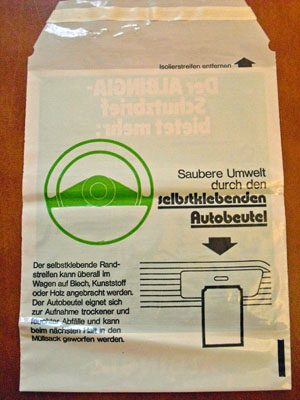 Isolierstreifen entfernen
Der ALBINGIA-
Schutzbrief
bietet mehr:
Saubere Umwelt
durch den
selbstklebenden
Autobeutel
Der selbstklebende Rand-
streifen kann überall im
Wagen auf Blech, Kunststoff
oder Holz angebracht werden.
Der Autobeutel eignet sich
zur Aufnahme trockener und
feuchter Abfälle und kann
beim nächsten Halt in den
Müllsack geworfen werden.